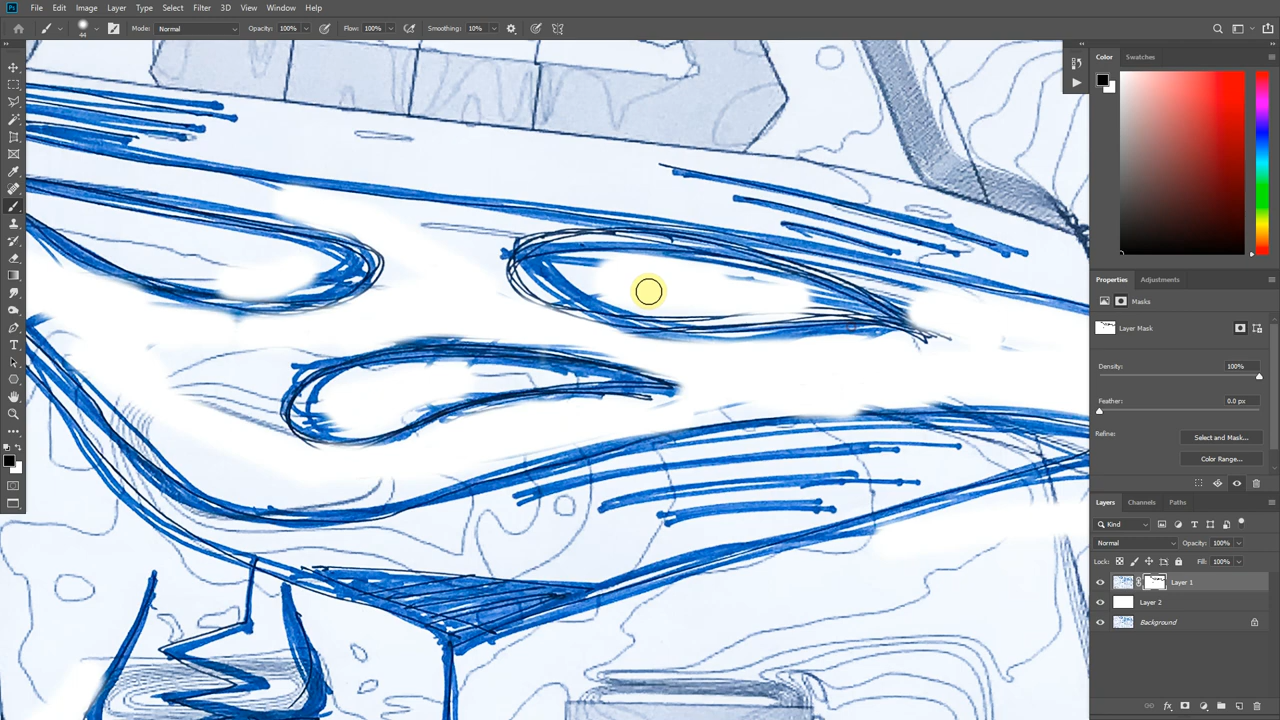 Ps File Edit Image Layer Type Select Filter 3D View Window Help
44 Mode: Normal Opacity: 100% Flow: 100% Smoothing: 10%
Color Swatches
Properties Adjustments
Masks
Layer Mask
Density: 100%
Feather: 0.0 px
Refine: Select and Mask...
Color Range...
Layers Channels Paths
Kind
Normal Opacity: 100%
Lock: Fill: 100%
Layer 1
Layer 2
Background